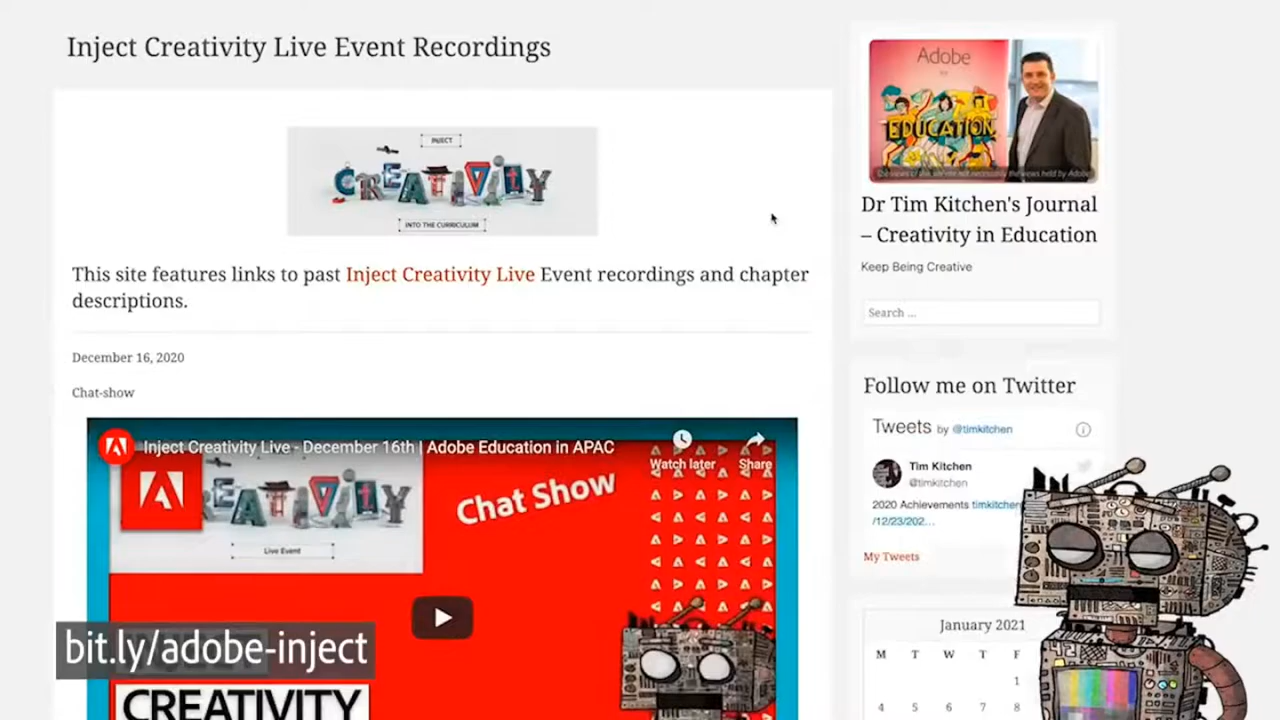 Inject Creativity Live Event Recordings
INJECT
CREATIVITY
INTO THE CURRICULUM
This site features links to past Inject Creativity Live Event recordings and chapter
descriptions.
December 16, 2020
Chat-show
Inject Creativity Live - December 16th | Adobe Education in APAC
Watch later
Share
EATIVITY
Live Event
Chat Show
bit.ly/adobe-inject
CREATIVITY
Adobe
EDUCATION
Dr Tim Kitchen's Journal
– Creativity in Education
Keep Being Creative
Search ...
Follow me on Twitter
Tweets by @timkitchen
Tim Kitchen
@timkitchen
2020 Achievements timkitchen
/12/23/202…
My Tweets
January 2021
M T W T F
1
4 5 6 7 8